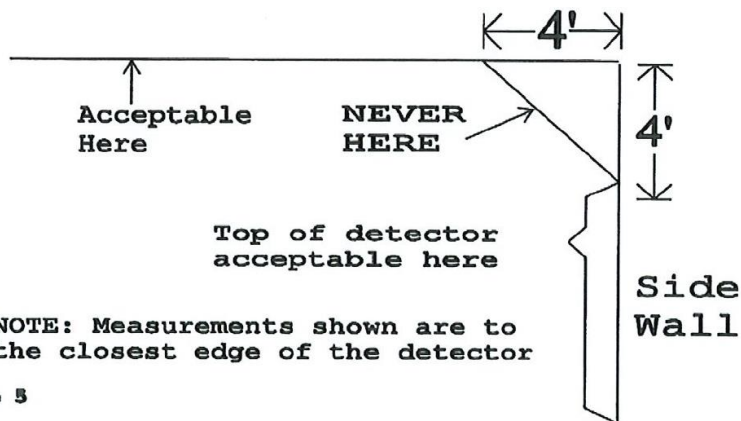 4'
Acceptable
Here
NEVER
HERE
4'
Top of detector
acceptable here
Side
Wall
NOTE: Measurements shown are to
the closest edge of the detector
5